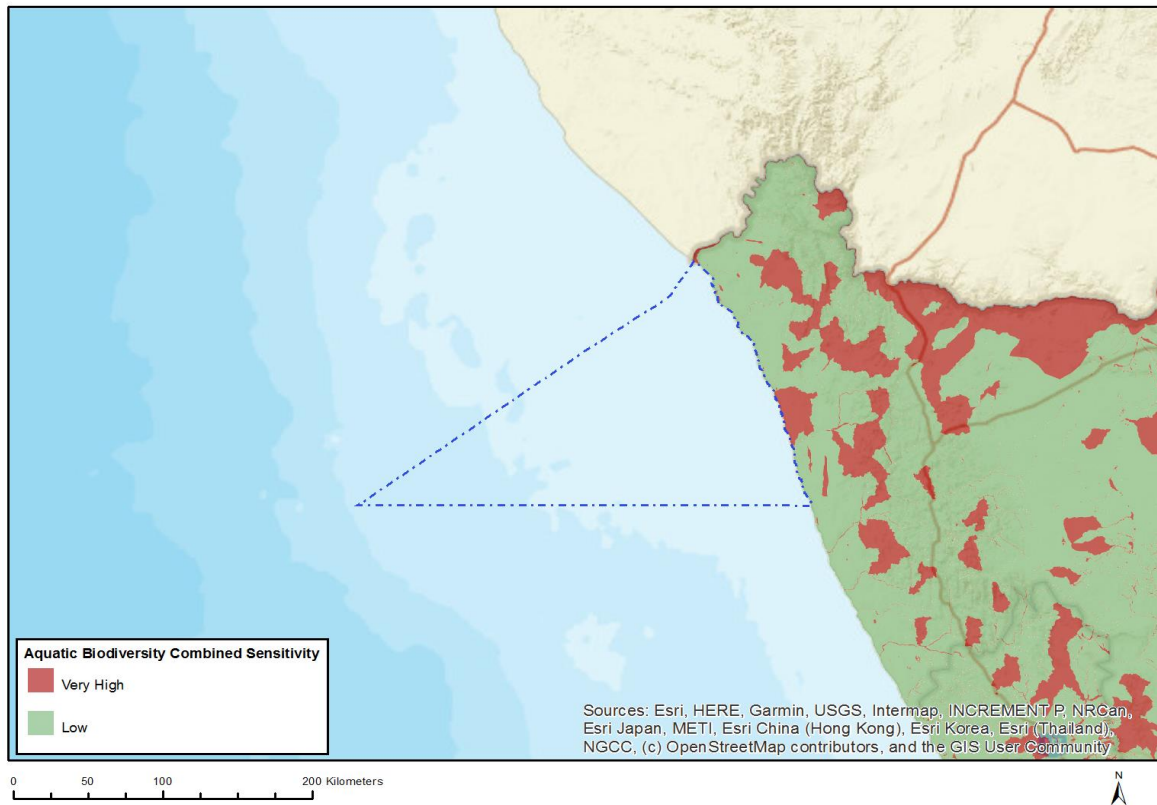 Aquatic Biodiversity Combined Sensitivity
Very High
Low
Sources: Esri, HERE, Garmin, USGS, Intermap, INCREMENT P, NRCan,
Esri Japan, METI, Esri China (Hong Kong), Esri Korea, Esri (Thailand),
NGCC, (c) OpenStreetMap contributors, and the GIS User Community
0 50 100 200 Kilometers
N